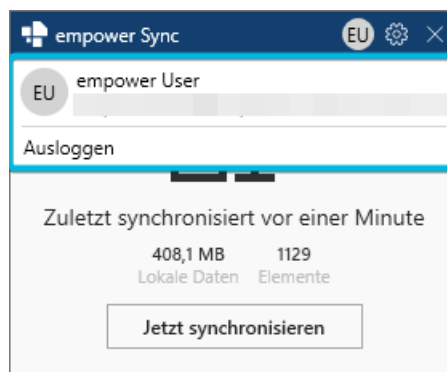 empower Sync
EU
EU
empower User
Ausloggen
Zuletzt synchronisiert vor einer Minute
408,1 MB 1129
Lokale Daten Elemente
Jetzt synchronisieren